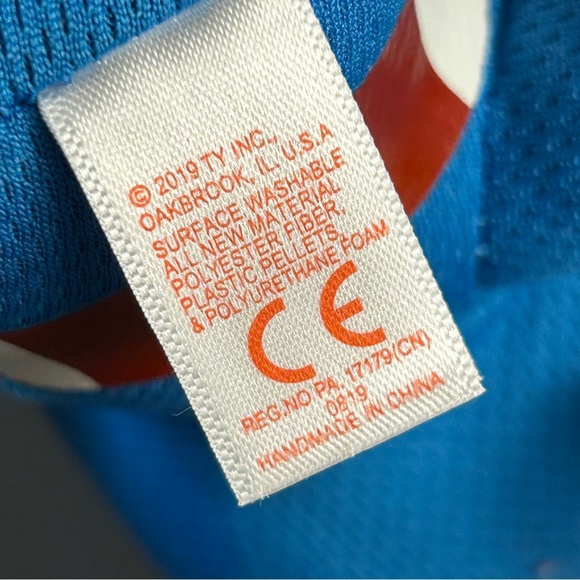 © 2019 TY INC.,
OAKBROOK, IL, U.S.A
SURFACE WASHABLE
ALL NEW MATERIAL
POLYESTER FIBER,
PLASTIC PELLETS
& POLYURETHANE FOAM
CE
REG.NO PA. 17179(CN)
0819
HANDMADE IN CHINA